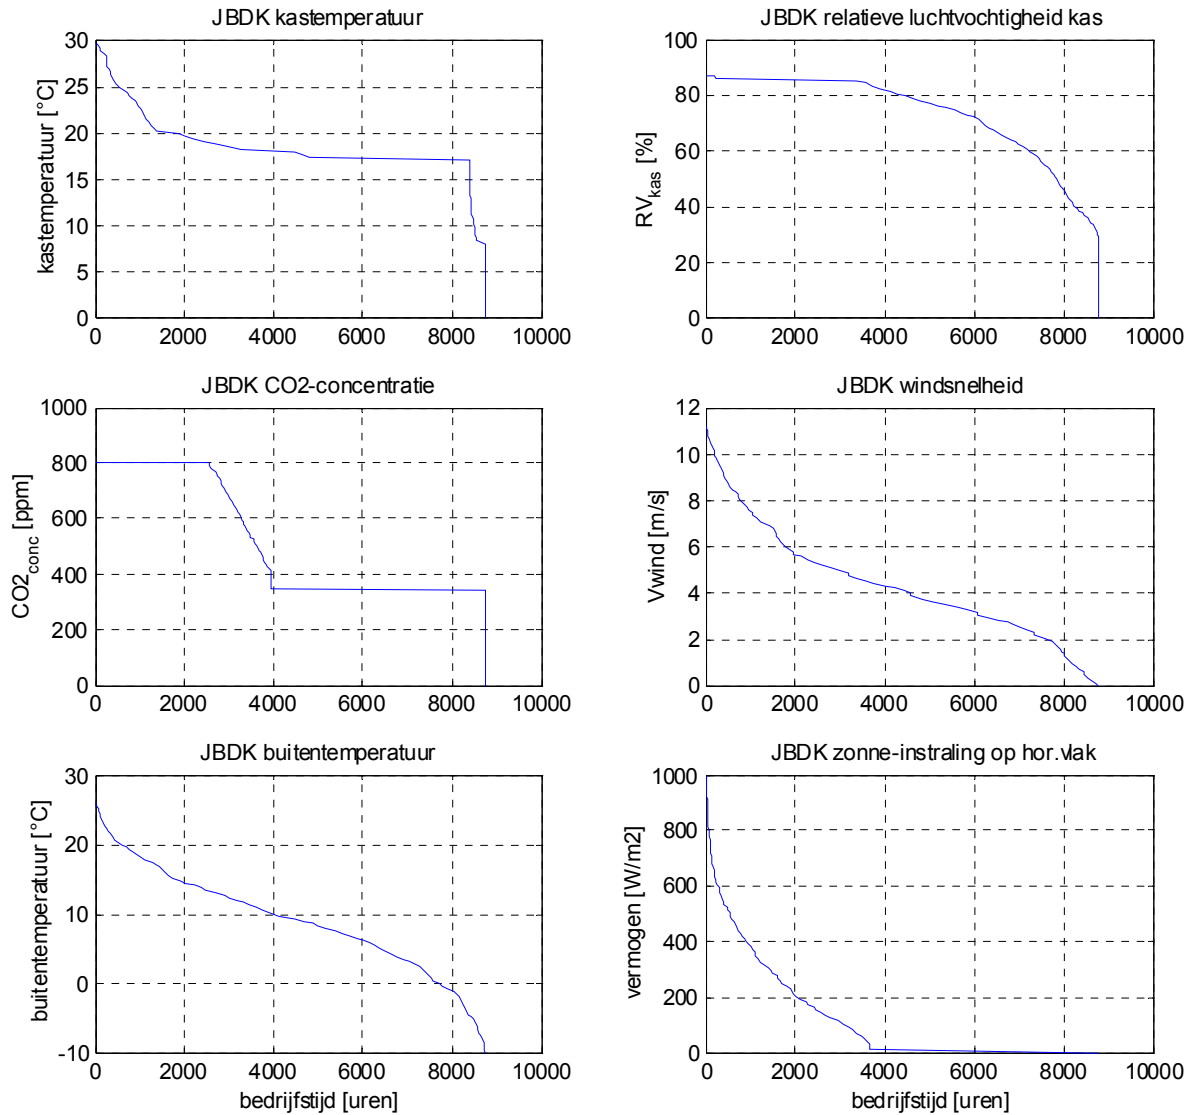 JBDK kastemperatuur
kastemperatuur [°C]
30
25
20
15
10
5
0
0 2000 4000 6000 8000 10000
JBDK relatieve luchtvochtigheid kas
RVkas [%]
100
80
60
40
20
0
0 2000 4000 6000 8000 10000
JBDK CO2-concentratie
CO2conc [ppm]
1000
800
600
400
200
0
0 2000 4000 6000 8000 10000
JBDK windsnelheid
Vwind [m/s]
12
10
8
6
4
2
0
0 2000 4000 6000 8000 10000
JBDK buitentemperatuur
buitentemperatuur [°C]
30
20
10
0
-10
0 2000 4000 6000 8000 10000
bedrijfstijd [uren]
JBDK zonne-instraling op hor.vlak
vermogen [W/m2]
1000
800
600
400
200
0
0 2000 4000 6000 8000 10000
bedrijfstijd [uren]